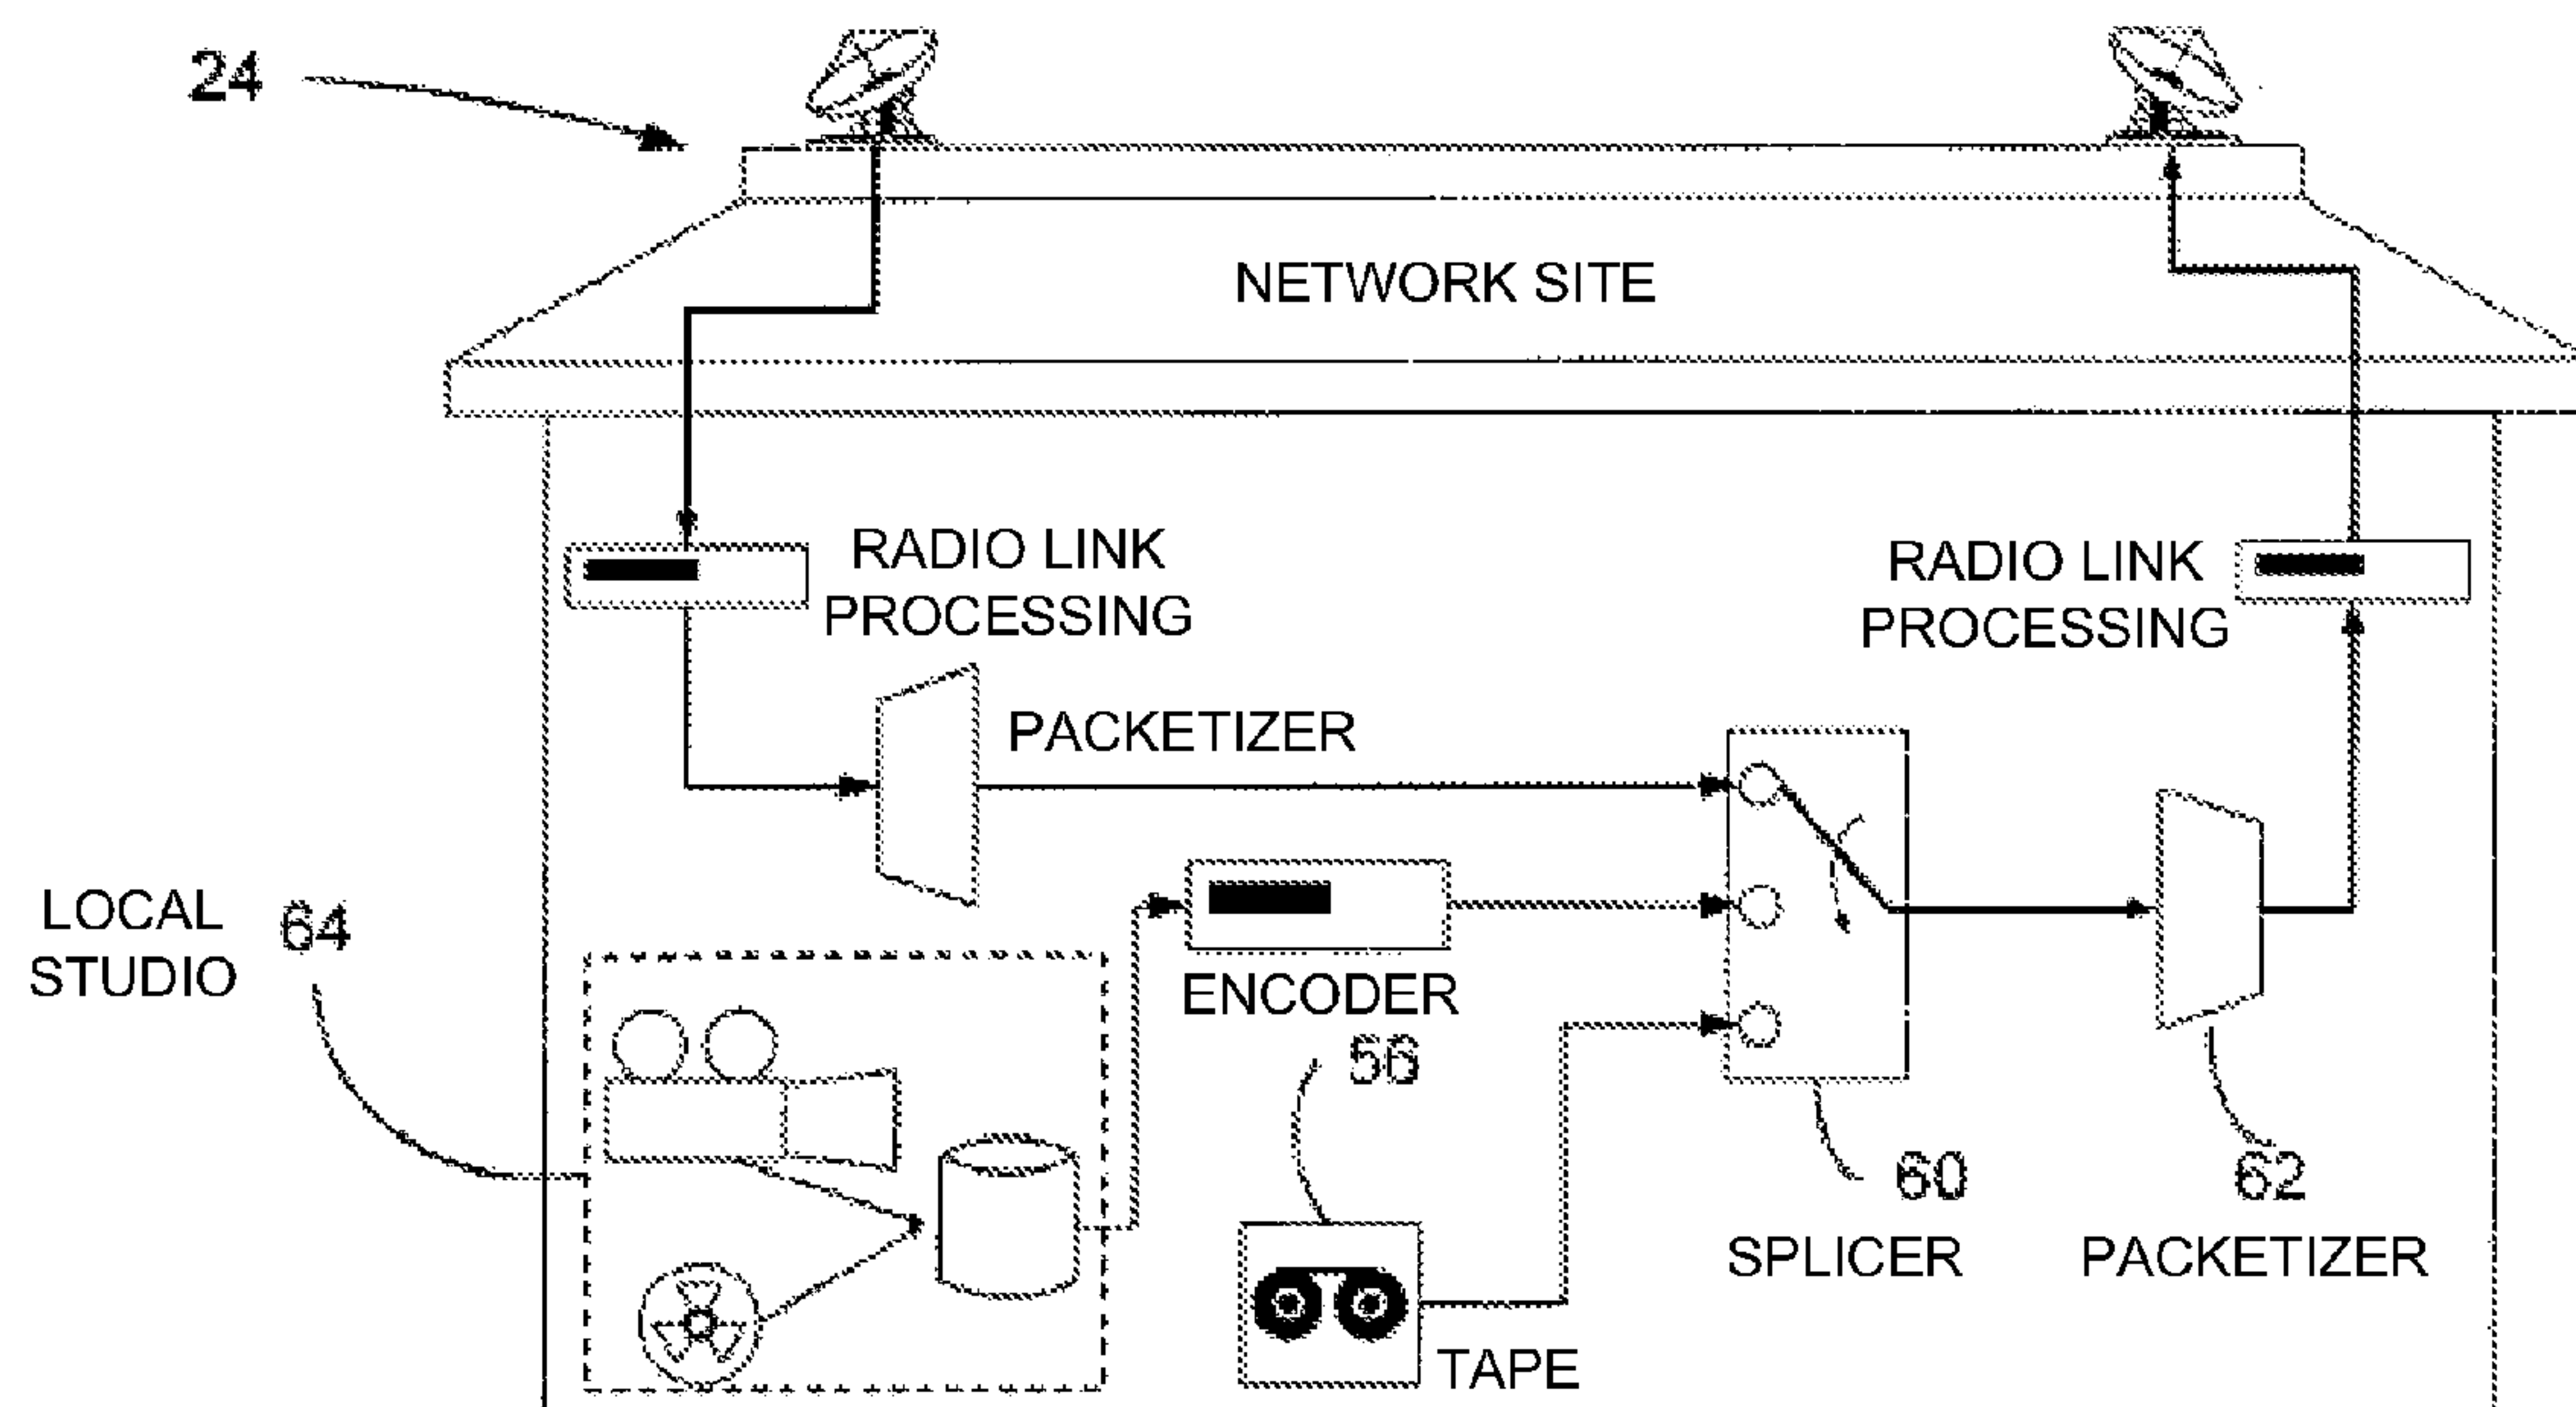 24
NETWORK SITE
RADIO LINK
PROCESSING
RADIO LINK
PROCESSING
PACKETIZER
LOCAL
STUDIO
64
ENCODER
56
60
62
SPLICER
PACKETIZER
TAPE